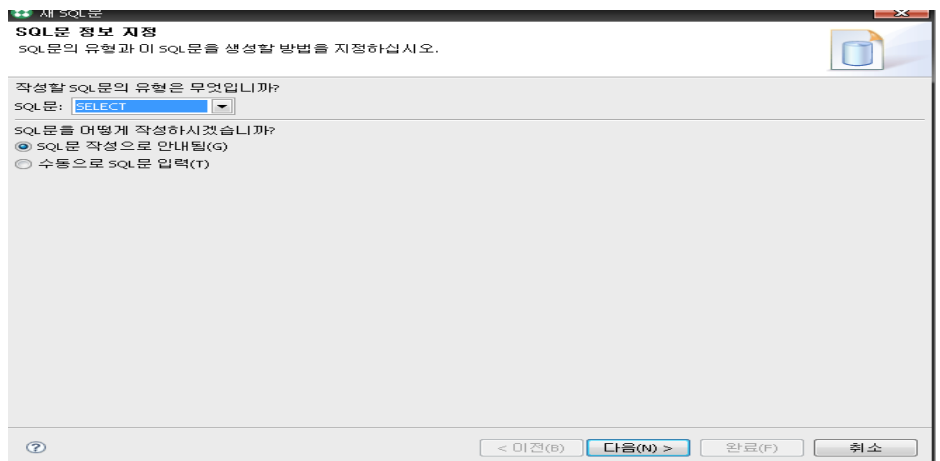 새 SQL문
SQL문 정보 지정
SQL문의 유형과 이 SQL문을 생성할 방법을 지정하십시오.
작성할 SQL문의 유형은 무엇입니까?
SQL문: SELECT
SQL문을 어떻게 작성하시겠습니까?
SQL문 작성으로 안내됨(G)
수동으로 SQL문 입력(T)
< 이전(B) 다음(N) > 완료(F) 취소